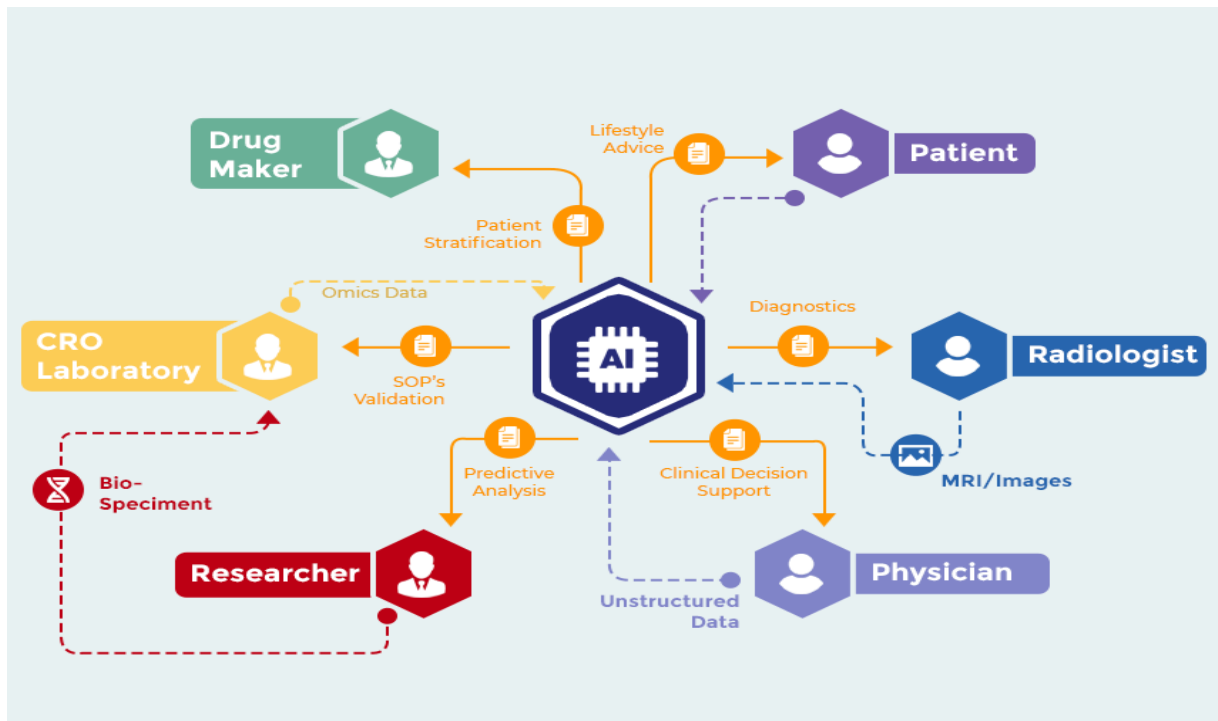 Drug
Maker
Lifestyle
Advice
Patient
Patient
Stratification
Omics Data
Diagnostics
CRO
Laboratory
AI
Radiologist
SOP's
Validation
Predictive
Analysis
Clinical Decision
Support
MRI/Images
Bio-
Speciment
Researcher
Physician
Unstructured
Data